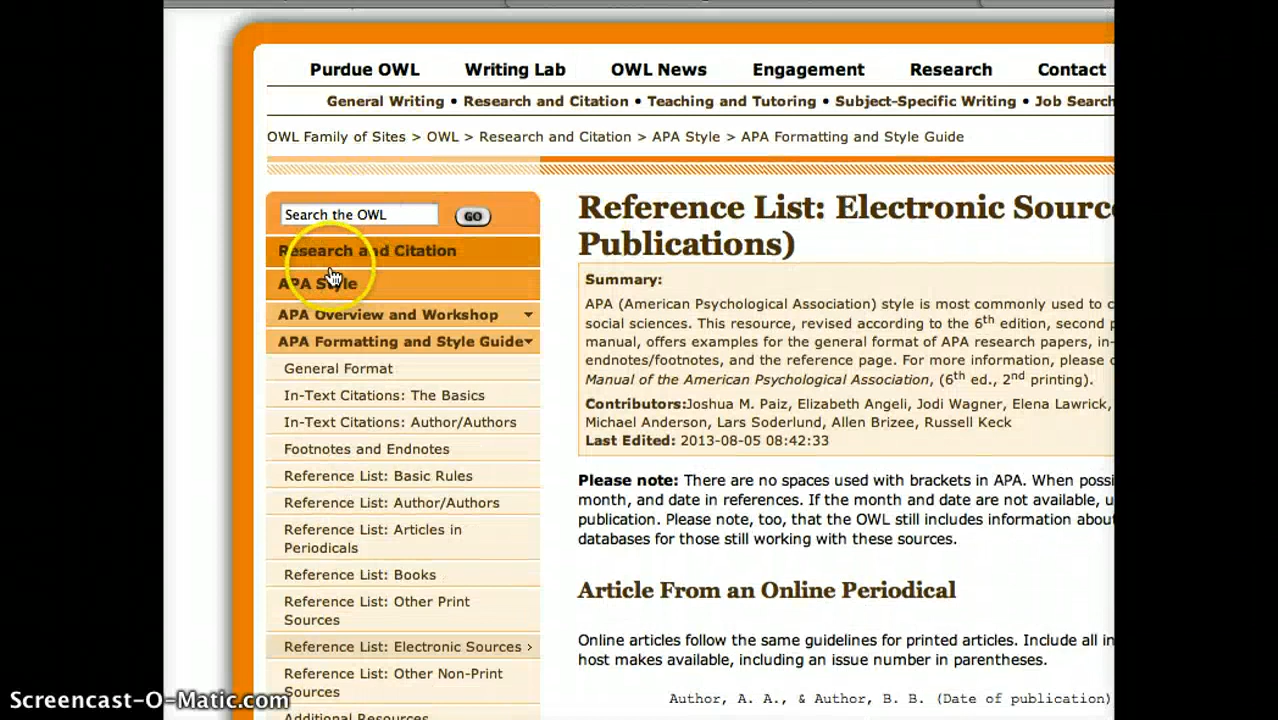 Purdue OWL Writing Lab OWL News Engagement Research Contact
General Writing • Research and Citation • Teaching and Tutoring • Subject-Specific Writing • Job Search
OWL Family of Sites > OWL > Research and Citation > APA Style > APA Formatting and Style Guide
Search the OWL GO
Research and Citation
APA Style
APA Overview and Workshop
APA Formatting and Style Guide
General Format
In-Text Citations: The Basics
In-Text Citations: Author/Authors
Footnotes and Endnotes
Reference List: Basic Rules
Reference List: Author/Authors
Reference List: Articles in
Periodicals
Reference List: Books
Reference List: Other Print
Sources
Reference List: Electronic Sources ›
Reference List: Other Non-Print
Sources
Additional Resources
Reference List: Electronic Source
Publications)
Summary:
APA (American Psychological Association) style is most commonly used to
social sciences. This resource, revised according to the 6th edition, second
manual, offers examples for the general format of APA research papers, in-
endnotes/footnotes, and the reference page. For more information, please
Manual of the American Psychological Association, (6th ed., 2nd printing).
Contributors:Joshua M. Paiz, Elizabeth Angeli, Jodi Wagner, Elena Lawrick,
Michael Anderson, Lars Soderlund, Allen Brizee, Russell Keck
Last Edited: 2013-08-05 08:42:33
Please note: There are no spaces used with brackets in APA. When possi
month, and date in references. If the month and date are not available, u
publication. Please note, too, that the OWL still includes information about
databases for those still working with these sources.
Article From an Online Periodical
Online articles follow the same guidelines for printed articles. Include all in
host makes available, including an issue number in parentheses.
Author, A. A., & Author, B. B. (Date of publication)
Screencast-O-Matic.com